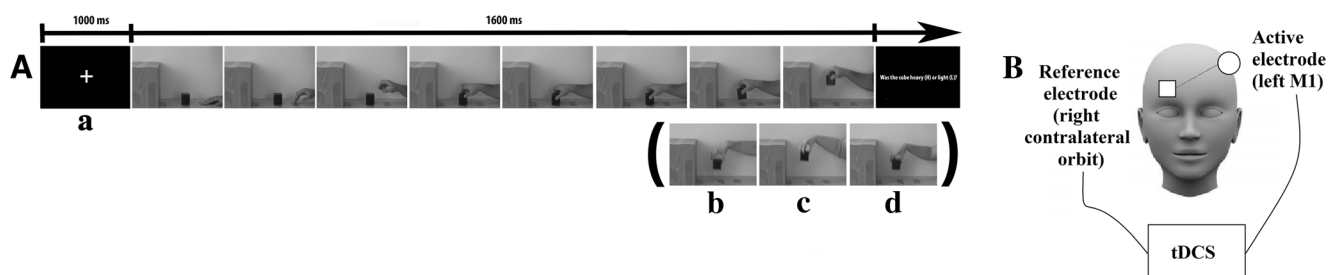 1000 ms
1600 ms
A
+
Was the cube heavy (H) or light (L)?
a
( )
b
c
d
B
Reference
electrode
(right
contralateral
orbit)
Active
electrode
(left M1)
tDCS